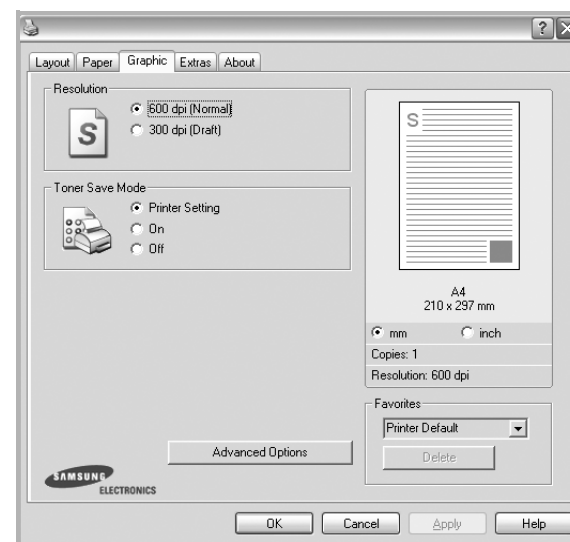 ?
Layout Paper Graphic Extras About
Resolution
600 dpi (Normal)
300 dpi (Draft)
S
Toner Save Mode
Printer Setting
On
Off
S
A4
210 x 297 mm
mm inch
Copies: 1
Resolution: 600 dpi
Favorites
Printer Default
Delete
Advanced Options
SAMSUNG
ELECTRONICS
OK Cancel Apply Help